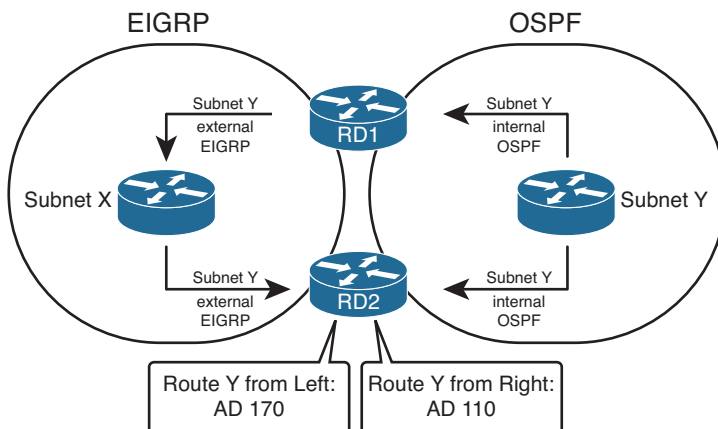 EIGRP
OSPF
Subnet Y
external
EIGRP
RD1
Subnet Y
internal
OSPF
Subnet X
Subnet Y
Subnet Y
external
EIGRP
RD2
Subnet Y
internal
OSPF
Route Y from Left:
AD 170
Route Y from Right:
AD 110